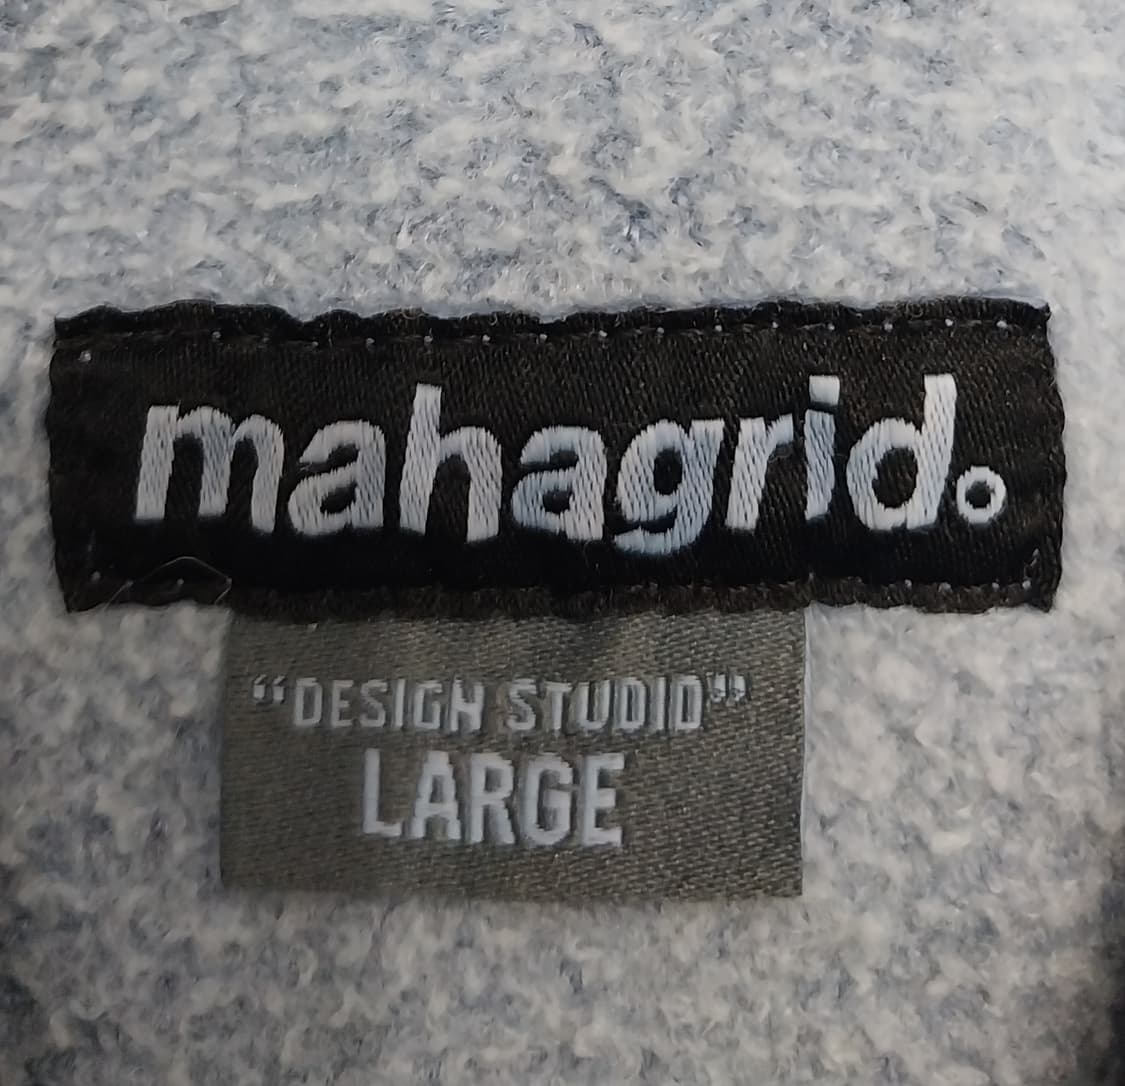 mahagrid.
“DESIGN STUDIO”
LARGE